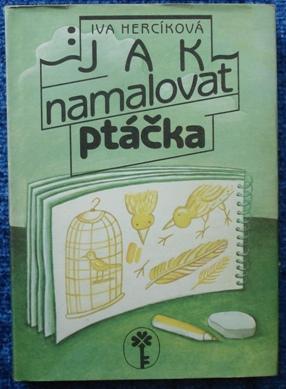 IVA HERCÍKOVÁ
JAK
namalovat
ptáčka